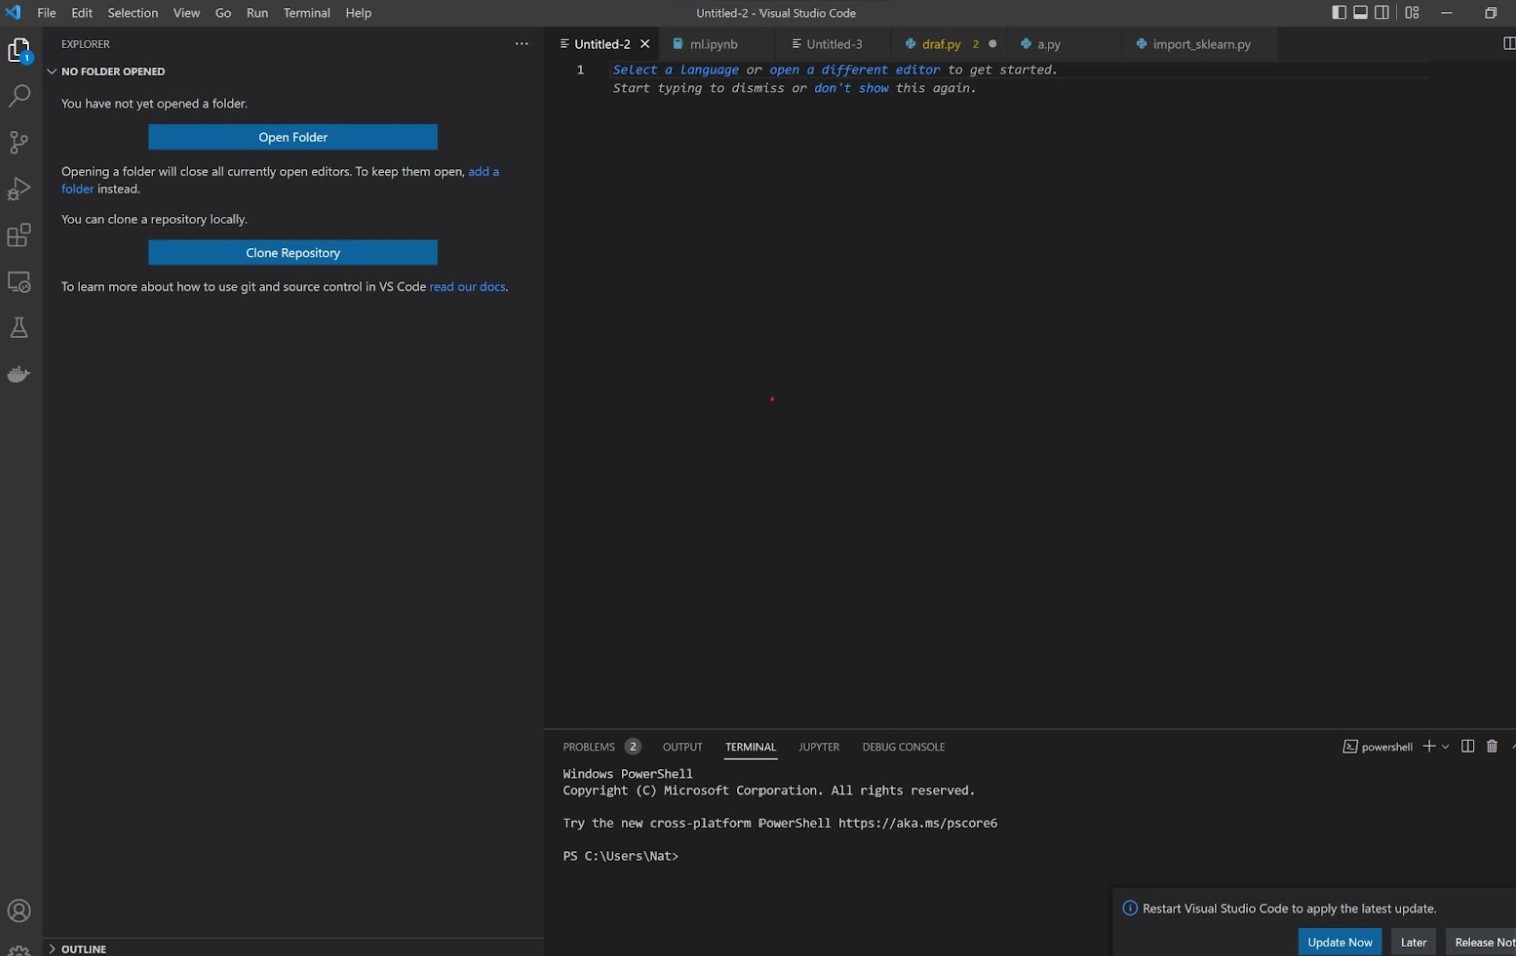 File Edit Selection View Go Run Terminal Help
Untitled-2 - Visual Studio Code
EXPLORER
NO FOLDER OPENED
You have not yet opened a folder.
Open Folder
Opening a folder will close all currently open editors. To keep them open, add a
folder instead.
You can clone a repository locally.
Clone Repository
To learn more about how to use git and source control in VS Code read our docs.
OUTLINE
1
Untitled-2 ml.ipynb Untitled-3 draf.py 2 a.py import_sklearn.py
1 Select a language or open a different editor to get started.
Start typing to dismiss or don't show this again.
PROBLEMS 2 OUTPUT TERMINAL JUPYTER DEBUG CONSOLE
powershell
Windows PowerShell
Copyright (C) Microsoft Corporation. All rights reserved.
Try the new cross-platform PowerShell https://aka.ms/pscore6
PS C:\Users\Nat>
Restart Visual Studio Code to apply the latest update.
Update Now Later Release Not